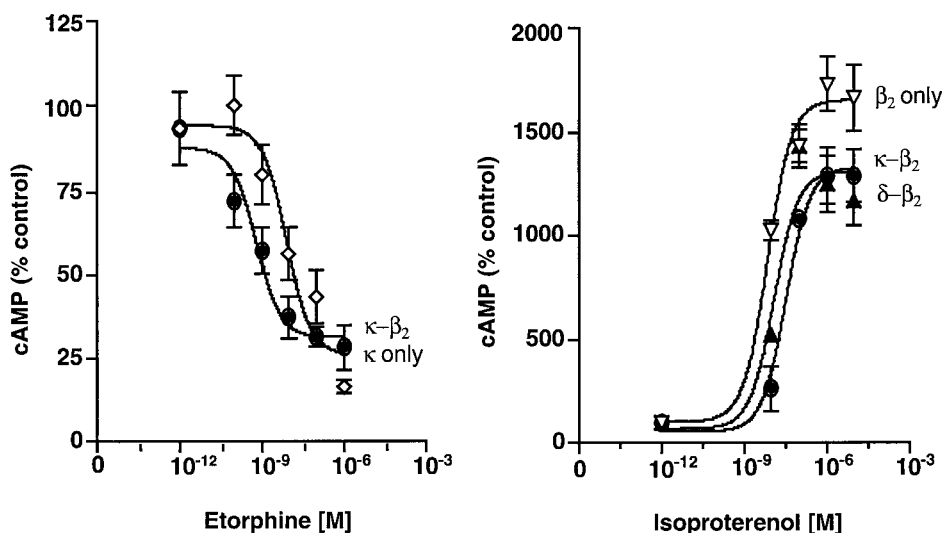 125
100
75
50
25
0
cAMP (% control)
κ–β₂
κ only
0
10⁻¹²
10⁻⁹
10⁻⁶
10⁻³
Etorphine [M]
2000
1500
1000
500
0
cAMP (% control)
β₂ only
κ–β₂
δ–β₂
0
10⁻¹²
10⁻⁹
10⁻⁶
10⁻³
Isoproterenol [M]